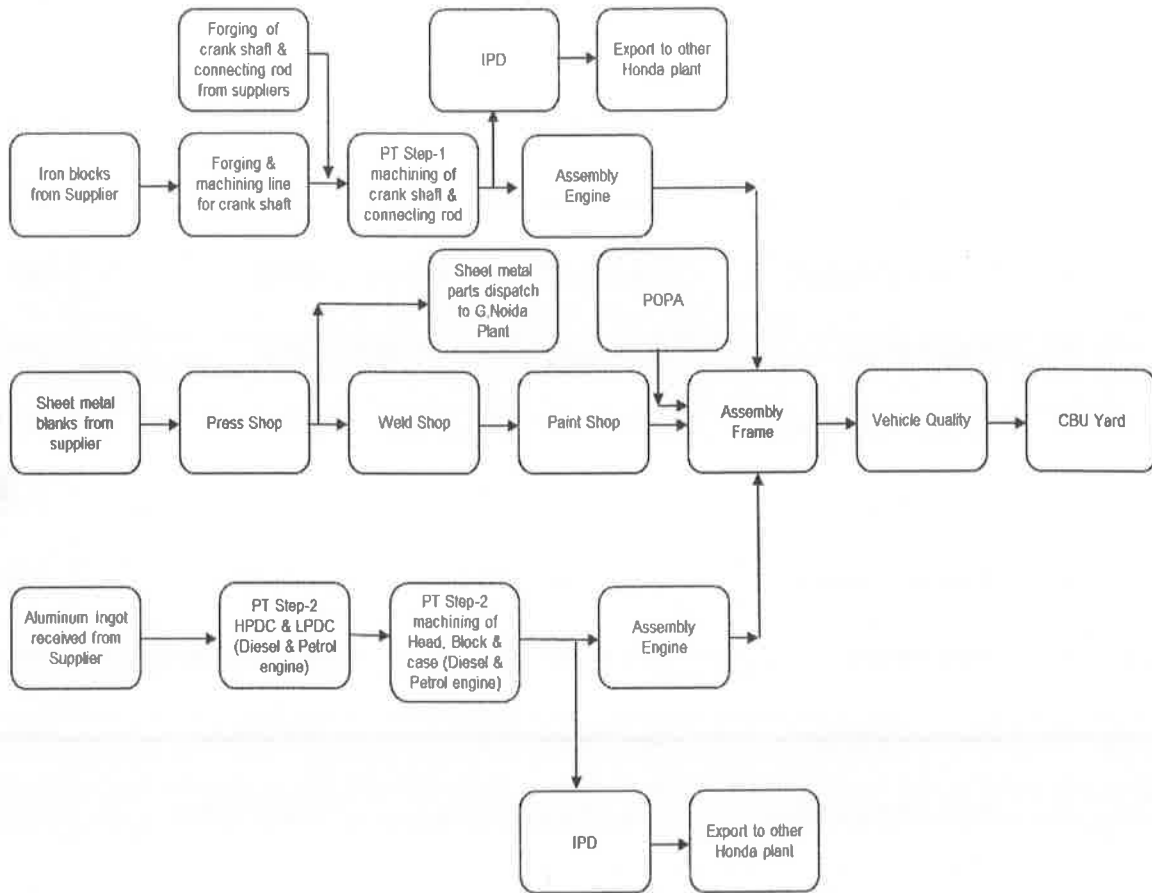 Forging of
crank shaft &
connecting rod
from suppliers
IPD
Export to other
Honda plant
Iron blocks
from Supplier
Forging &
machining line
for crank shaft
PT Step-1
machining of
crank shaft &
connecting rod
Assembly
Engine
Sheet metal
parts dispatch
to G,Noida
Plant
POPA
Sheet metal
blanks from
supplier
Press Shop
Weld Shop
Paint Shop
Assembly
Frame
Vehicle Quality
CBU Yard
Aluminum Ingot
received from
Supplier
PT Step-2
HPDC & LPDC
(Diesel & Petrol
engine)
PT Step-2
machining of
Head, Block &
case (Diesel &
Petrol engine)
Assembly
Engine
IPD
Export to other
Honda plant